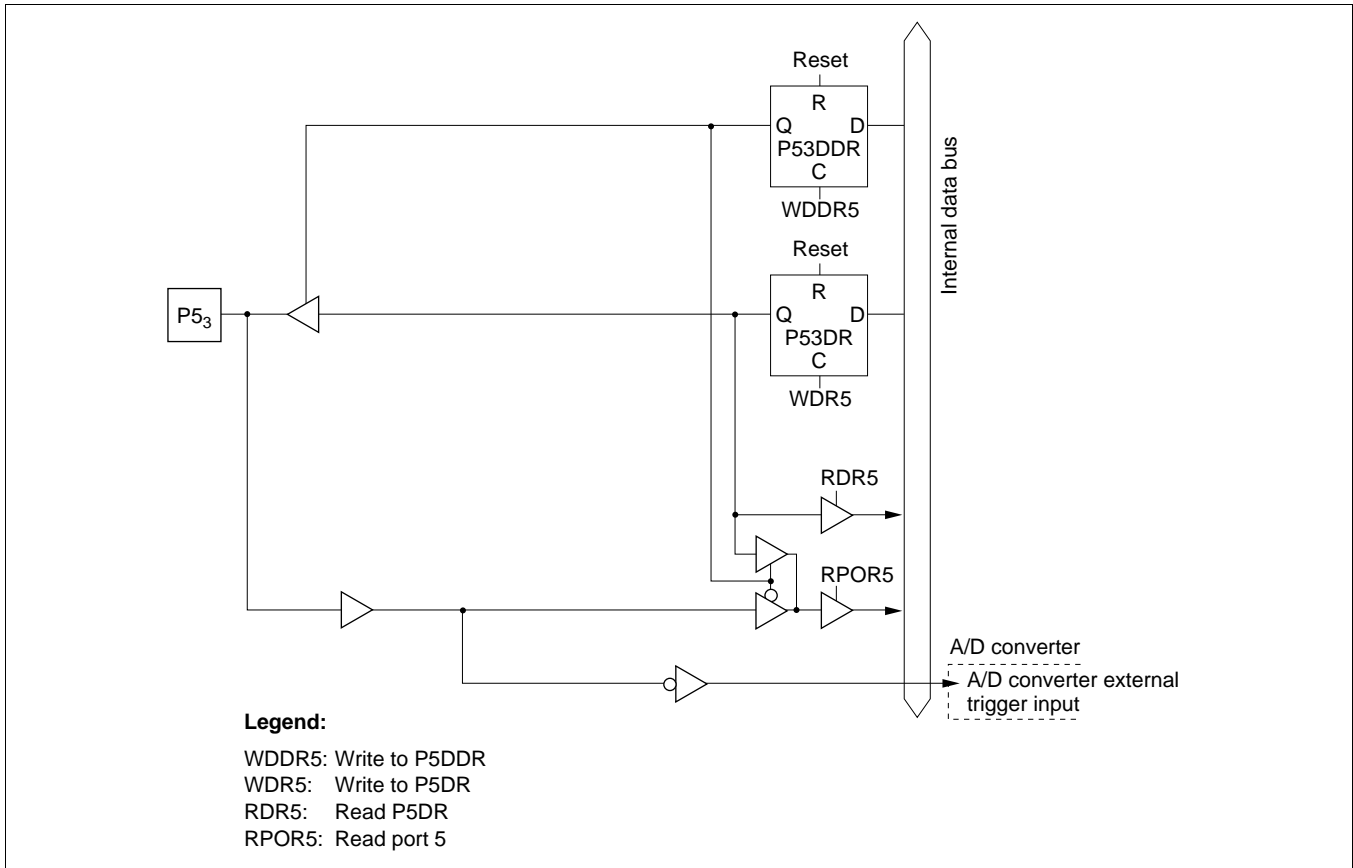 Reset
R
Q D
P53DDR
C
WDDR5
Internal data bus
Reset
R
P5₃
Q D
P53DR
C
WDR5
RDR5
RPOR5
A/D converter
A/D converter external
trigger input
Legend:
WDDR5: Write to P5DDR
WDR5: Write to P5DR
RDR5: Read P5DR
RPOR5: Read port 5